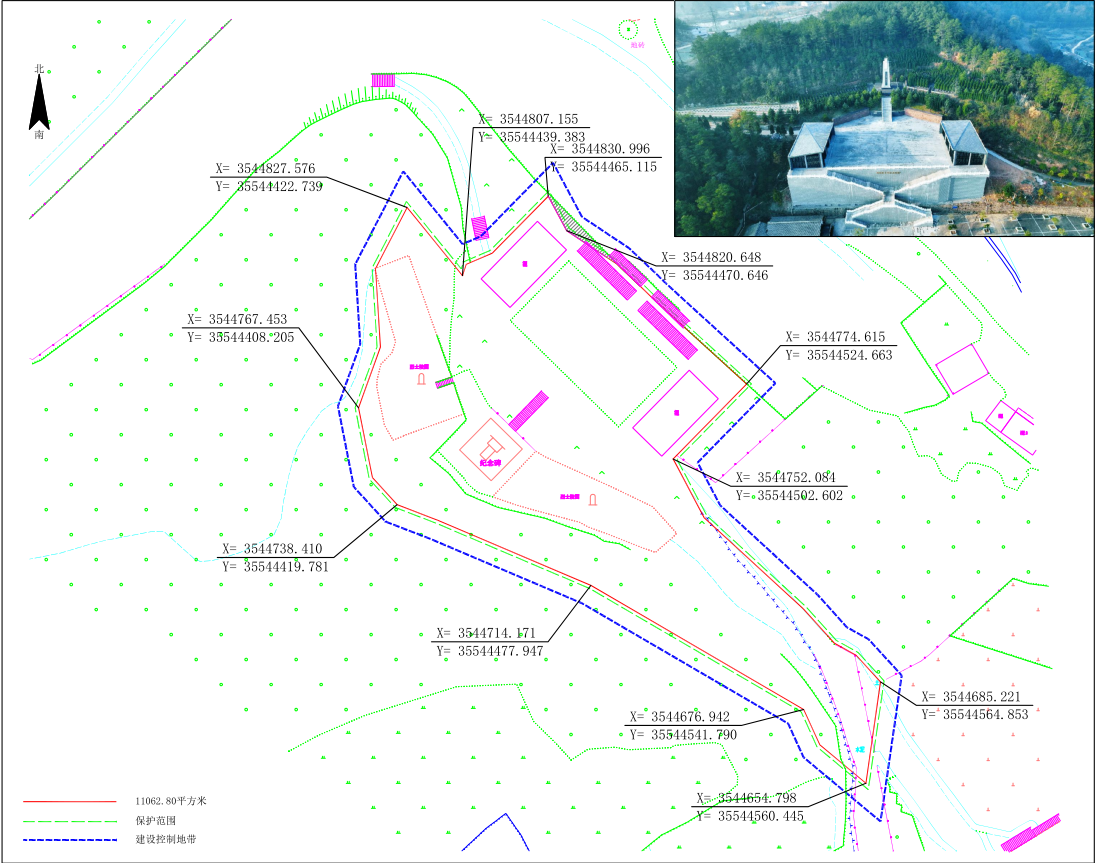 北
南
地砖
X= 3544807.155
Y= 35544439.383
X= 3544830.996
Y= 35544465.115
X= 3544827.576
Y= 35544422.739
X= 3544820.648
Y= 35544470.646
X= 3544767.453
Y= 35544408.205
X= 3544774.615
Y= 35544524.663
纪念碑
X= 3544752.084
Y= 35544502.602
X= 3544738.410
Y= 35544419.781
X= 3544714.171
Y= 35544477.947
X= 3544685.221
Y= 35544564.853
X= 3544676.942
Y= 35544541.790
X= 3544654.798
Y= 35544560.445
11062.80平方米
保护范围
建设控制地带